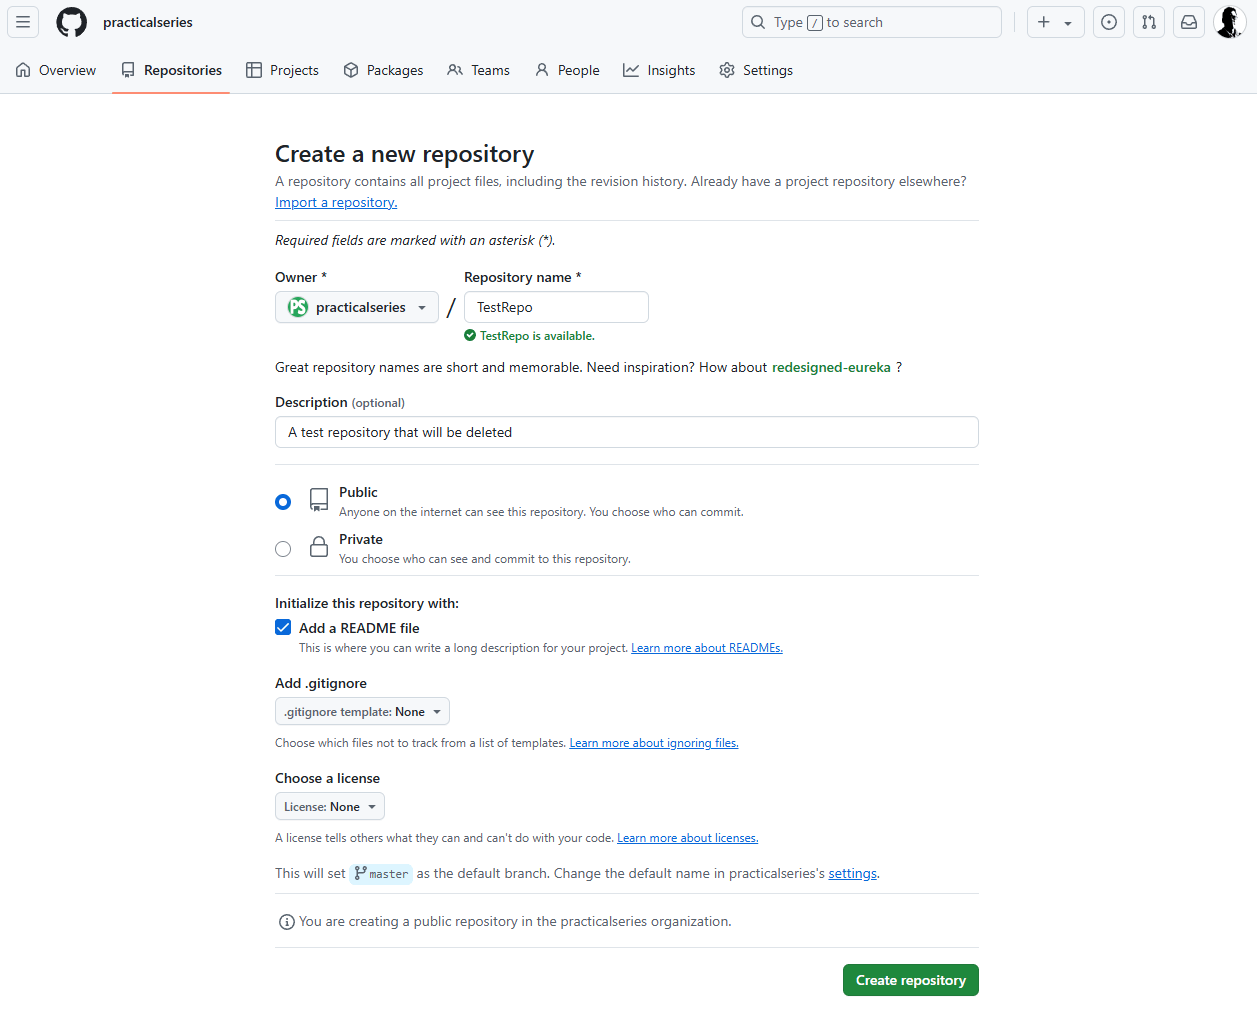 practicalseries
Type / to search
Overview
Repositories
Projects
Packages
Teams
People
Insights
Settings
Create a new repository
A repository contains all project files, including the revision history. Already have a project repository elsewhere?
Import a repository.
Required fields are marked with an asterisk (*).
Owner *
Repository name *
PS practicalseries
/
TestRepo
TestRepo is available.
Great repository names are short and memorable. Need inspiration? How about redesigned-eureka ?
Description (optional)
A test repository that will be deleted
Public
Anyone on the internet can see this repository. You choose who can commit.
Private
You choose who can see and commit to this repository.
Initialize this repository with:
Add a README file
This is where you can write a long description for your project. Learn more about READMEs.
Add .gitignore
.gitignore template: None
Choose which files not to track from a list of templates. Learn more about ignoring files.
Choose a license
License: None
A license tells others what they can and can't do with your code. Learn more about licenses.
This will set master as the default branch. Change the default name in practicalseries's settings.
You are creating a public repository in the practicalseries organization.
Create repository